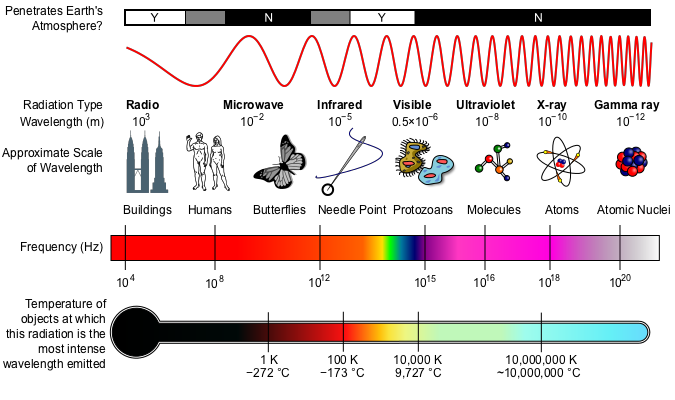 Penetrates Earth's
Atmosphere?
Y N Y N
Radiation Type Radio Microwave Infrared Visible Ultraviolet X-ray Gamma ray
Wavelength (m) 10³ 10⁻² 10⁻⁵ 0.5×10⁻⁶ 10⁻⁸ 10⁻¹⁰ 10⁻¹²
Approximate Scale
of Wavelength
Buildings Humans Butterflies Needle Point Protozoans Molecules Atoms Atomic Nuclei
Frequency (Hz)
10⁴ 10⁸ 10¹² 10¹⁵ 10¹⁶ 10¹⁸ 10²⁰
Temperature of
objects at which
this radiation is the
most intense
wavelength emitted
1 K 100 K 10,000 K 10,000,000 K
−272 °C −173 °C 9,727 °C ~10,000,000 °C